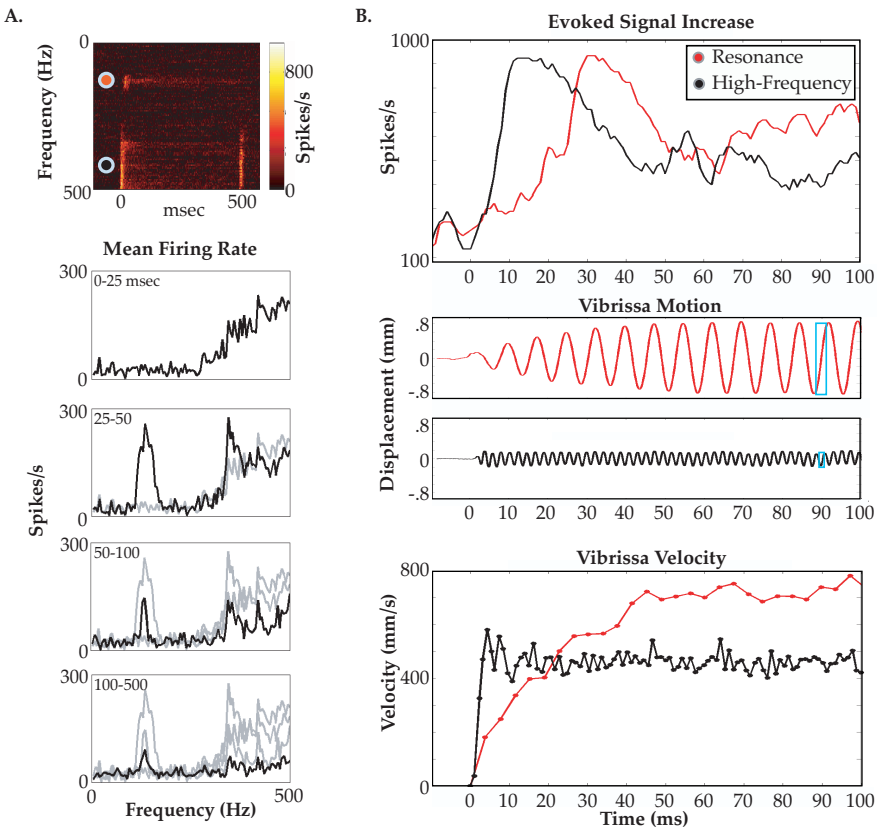 A.
Frequency (Hz)
0
500
0
500
msec
800
0
Spikes/s
Mean Firing Rate
300
0-25 msec
0
300
25-50
0
Spikes/s
300
50-100
0
300
100-500
0
0
500
Frequency (Hz)
B.
Evoked Signal Increase
1000
Spikes/s
100
Resonance
High-Frequency
0 10 20 30 40 50 60 70 80 90 100
Vibrissa Motion
Displacement (mm)
.8
0
-.8
.8
0
-.8
0 10 20 30 40 50 60 70 80 90 100
Vibrissa Velocity
800
Velocity (mm/s)
400
0
0 10 20 30 40 50 60 70 80 90 100
Time (ms)